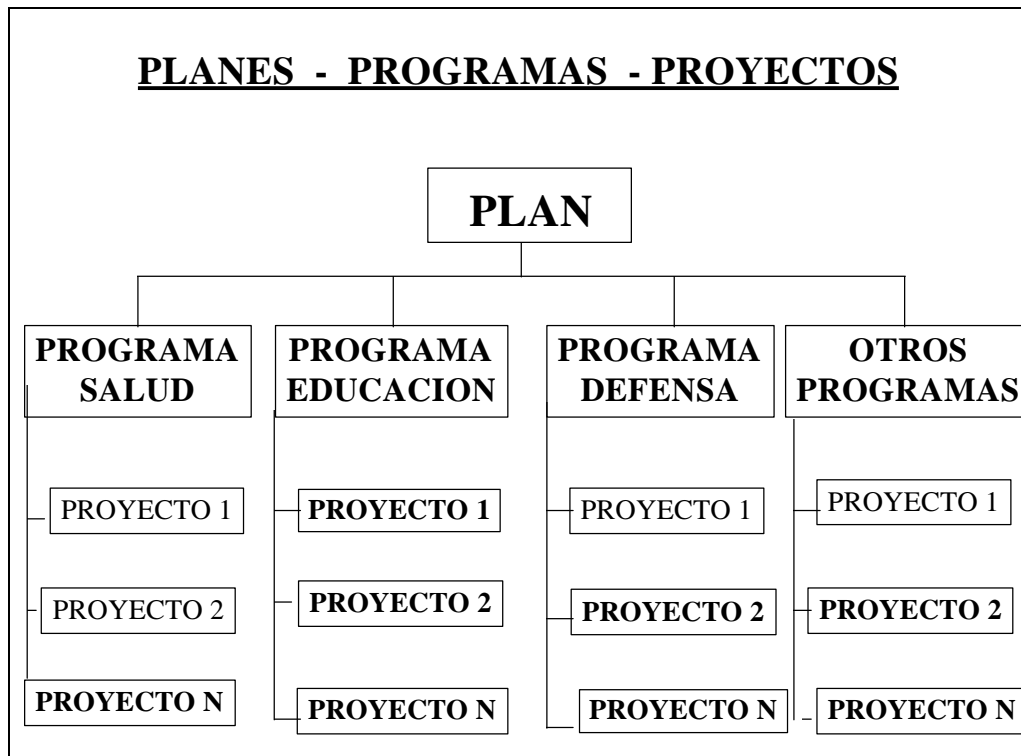 PLANES - PROGRAMAS - PROYECTOS
PLAN
PROGRAMA
SALUD
PROYECTO 1
PROYECTO 2
PROYECTO N
PROGRAMA
EDUCACION
PROYECTO 1
PROYECTO 2
PROYECTO N
PROGRAMA
DEFENSA
PROYECTO 1
PROYECTO 2
PROYECTO N
OTROS
PROGRAMAS
PROYECTO 1
PROYECTO 2
PROYECTO N